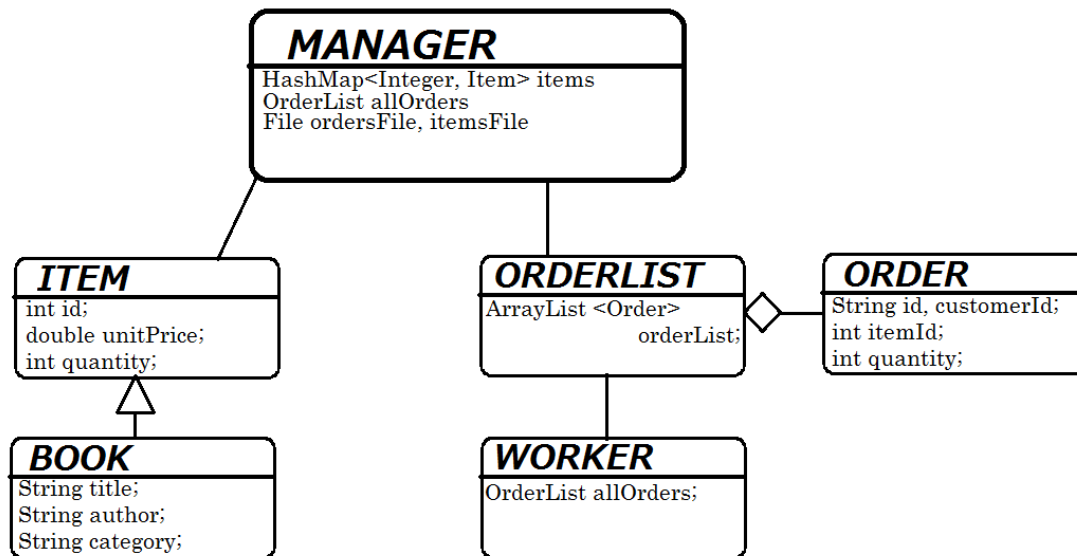 MANAGER
HashMap<Integer, Item> items
OrderList allOrders
File ordersFile, itemsFile
ITEM
int id;
double unitPrice;
int quantity;
ORDERLIST
ArrayList <Order>
orderList;
ORDER
String id, customerId;
int itemId;
int quantity;
BOOK
String title;
String author;
String category;
WORKER
OrderList allOrders;